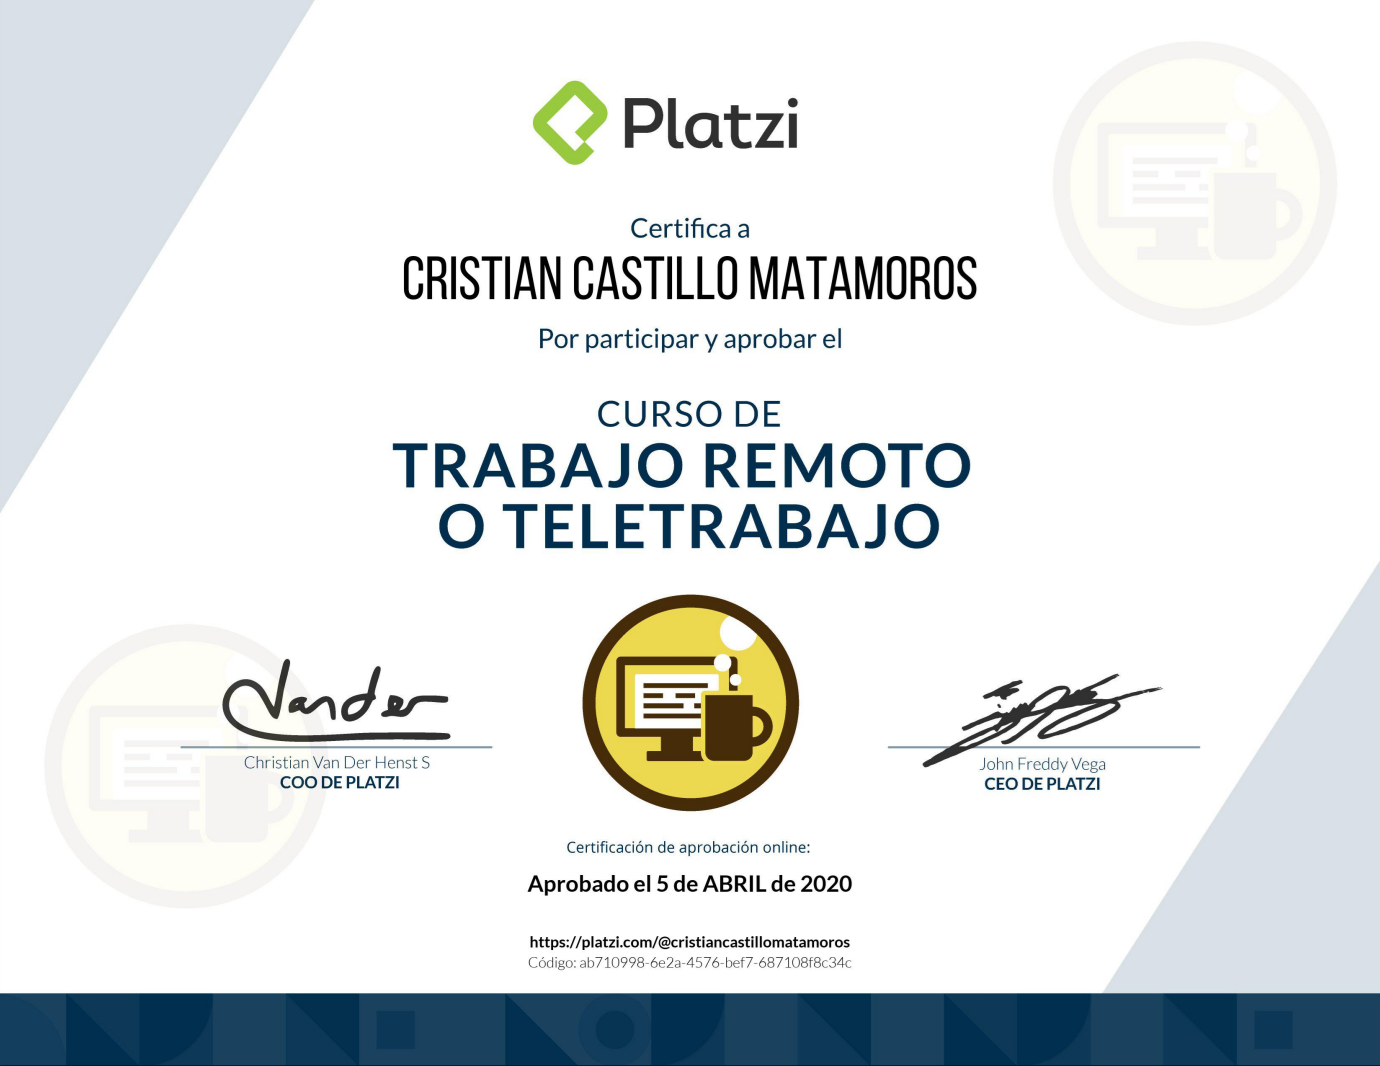 Platzi
Certifica a
CRISTIAN CASTILLO MATAMOROS
Por participar y aprobar el
CURSO DE
TRABAJO REMOTO
O TELETRABAJO
Vander
Christian Van Der Henst S
COO DE PLATZI
John Freddy Vega
CEO DE PLATZI
Certificación de aprobación online:
Aprobado el 5 de ABRIL de 2020
https://platzi.com/@cristiancastillomatamoros
Código: ab710998-6e2a-4576-bef7-687108f8c34c